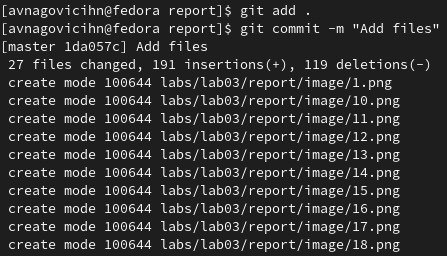 [avnagovicihn@fedora report]$ git add .
[avnagovicihn@fedora report]$ git commit -m "Add files"
[master 1da057c] Add files
 27 files changed, 191 insertions(+), 119 deletions(-)
 create mode 100644 labs/lab03/report/image/1.png
 create mode 100644 labs/lab03/report/image/10.png
 create mode 100644 labs/lab03/report/image/11.png
 create mode 100644 labs/lab03/report/image/12.png
 create mode 100644 labs/lab03/report/image/13.png
 create mode 100644 labs/lab03/report/image/14.png
 create mode 100644 labs/lab03/report/image/15.png
 create mode 100644 labs/lab03/report/image/16.png
 create mode 100644 labs/lab03/report/image/17.png
 create mode 100644 labs/lab03/report/image/18.png